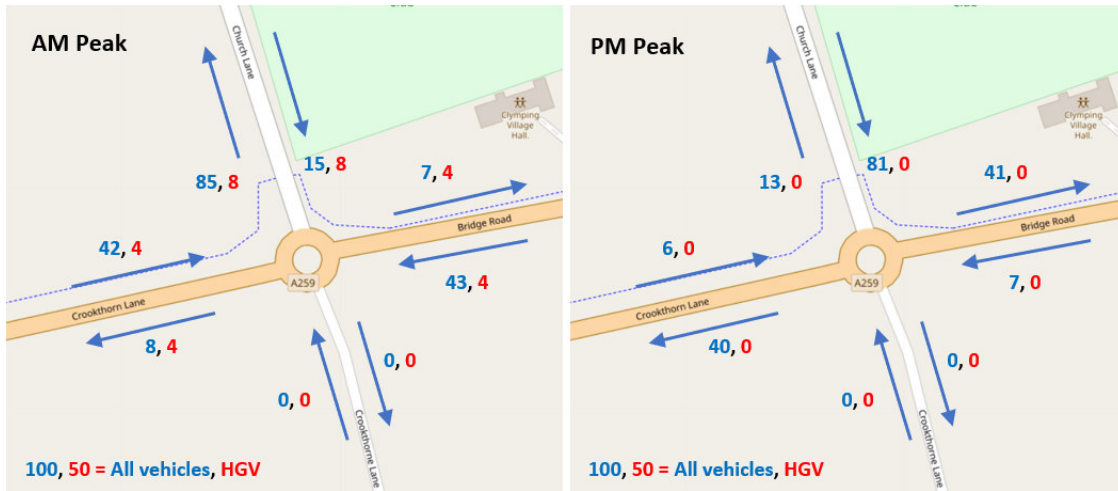 AM Peak
Church Lane
Clymping
Village
Hall.
15, 8
85, 8
7, 4
Bridge Road
42, 4
43, 4
A259
Crookthorn Lane
8, 4
0, 0
0, 0
Crookthorne Lane
100, 50 = All vehicles, HGV
PM Peak
Church Lane
Clymping
Village
Hall.
81, 0
13, 0
41, 0
Bridge Road
6, 0
7, 0
A259
Crookthorn Lane
40, 0
0, 0
0, 0
Crookthorne Lane
100, 50 = All vehicles, HGV